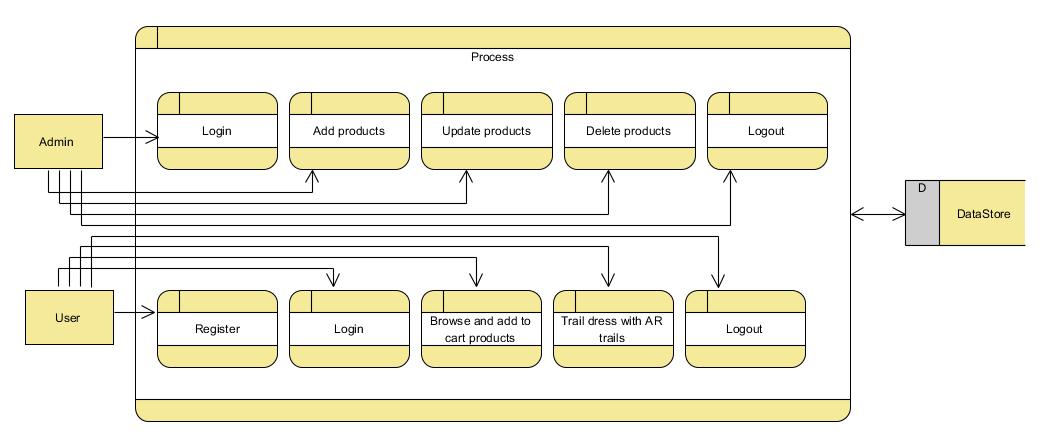 Process
Admin
Login
Add products
Update products
Delete products
Logout
D
DataStore
User
Register
Login
Browse and add to
cart products
Trail dress with AR
trails
Logout